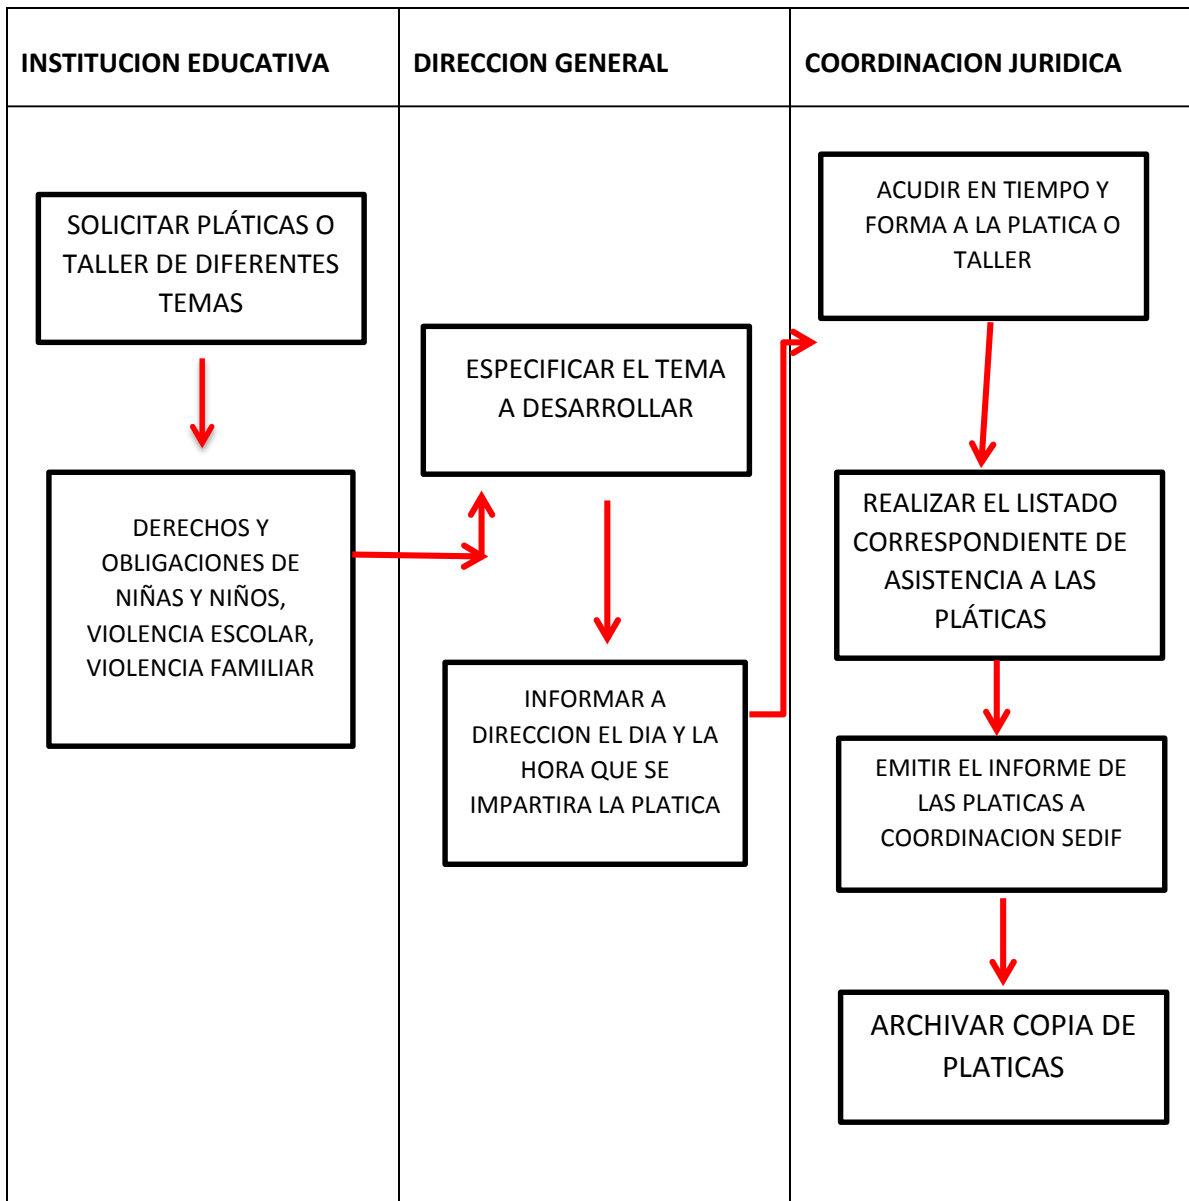 INSTITUCION EDUCATIVA
DIRECCION GENERAL
COORDINACION JURIDICA
SOLICITAR PLÁTICAS O
TALLER DE DIFERENTES
TEMAS
DERECHOS Y
OBLIGACIONES DE
NIÑAS Y NIÑOS,
VIOLENCIA ESCOLAR,
VIOLENCIA FAMILIAR
ESPECIFICAR EL TEMA
A DESARROLLAR
INFORMAR A
DIRECCION EL DIA Y LA
HORA QUE SE
IMPARTIRA LA PLATICA
ACUDIR EN TIEMPO Y
FORMA A LA PLATICA O
TALLER
REALIZAR EL LISTADO
CORRESPONDIENTE DE
ASISTENCIA A LAS
PLÁTICAS
EMITIR EL INFORME DE
LAS PLATICAS A
COORDINACION SEDIF
ARCHIVAR COPIA DE
PLATICAS